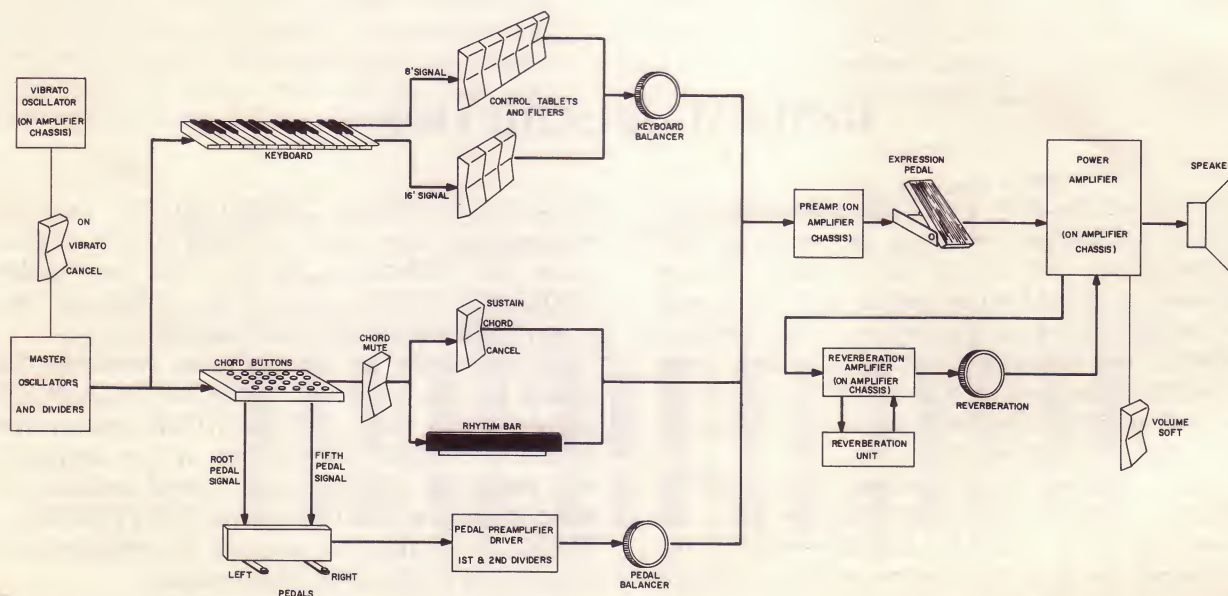 VIBRATO
OSCILLATOR
(ON AMPLIFIER
CHASSIS)
ON
VIBRATO
CANCEL
MASTER
OSCILLATORS
AND DIVIDERS
KEYBOARD
8' SIGNAL
16' SIGNAL
CONTROL TABLETS
AND FILTERS
KEYBOARD
BALANCER
CHORD BUTTONS
CHORD
MUTE
SUSTAIN
CHORD
CANCEL
RHYTHM BAR
ROOT
PEDAL
SIGNAL
FIFTH
PEDAL
SIGNAL
LEFT
RIGHT
PEDALS
PEDAL PREAMPLIFIER
DRIVER
1ST & 2ND DIVIDERS
PEDAL
BALANCER
PREAMP. (ON
AMPLIFIER
CHASSIS)
EXPRESSION
PEDAL
POWER
AMPLIFIER
(ON AMPLIFIER
CHASSIS)
SPEAKE
REVERBERATION
AMPLIFIER
(ON AMPLIFIER
CHASSIS)
REVERBERATION
UNIT
REVERBERATION
VOLUME
SOFT